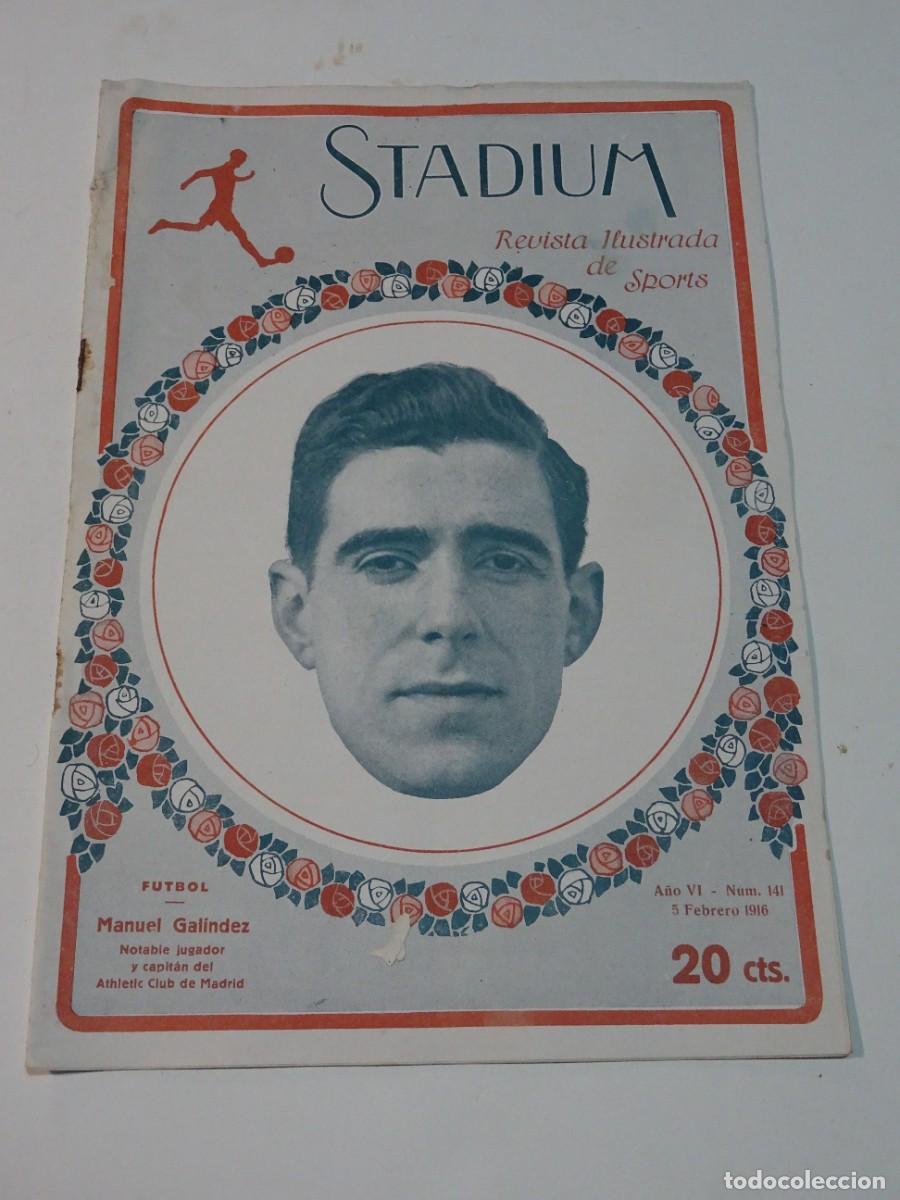 STADIUM
Revista Ilustrada
de
Sports
FUTBOL
Manuel Galíndez
Notable jugador
y capitán del
Athletic Club de Madrid
Año VI - Num. 141
5 Febrero 1916
20 cts.
todocoleccion